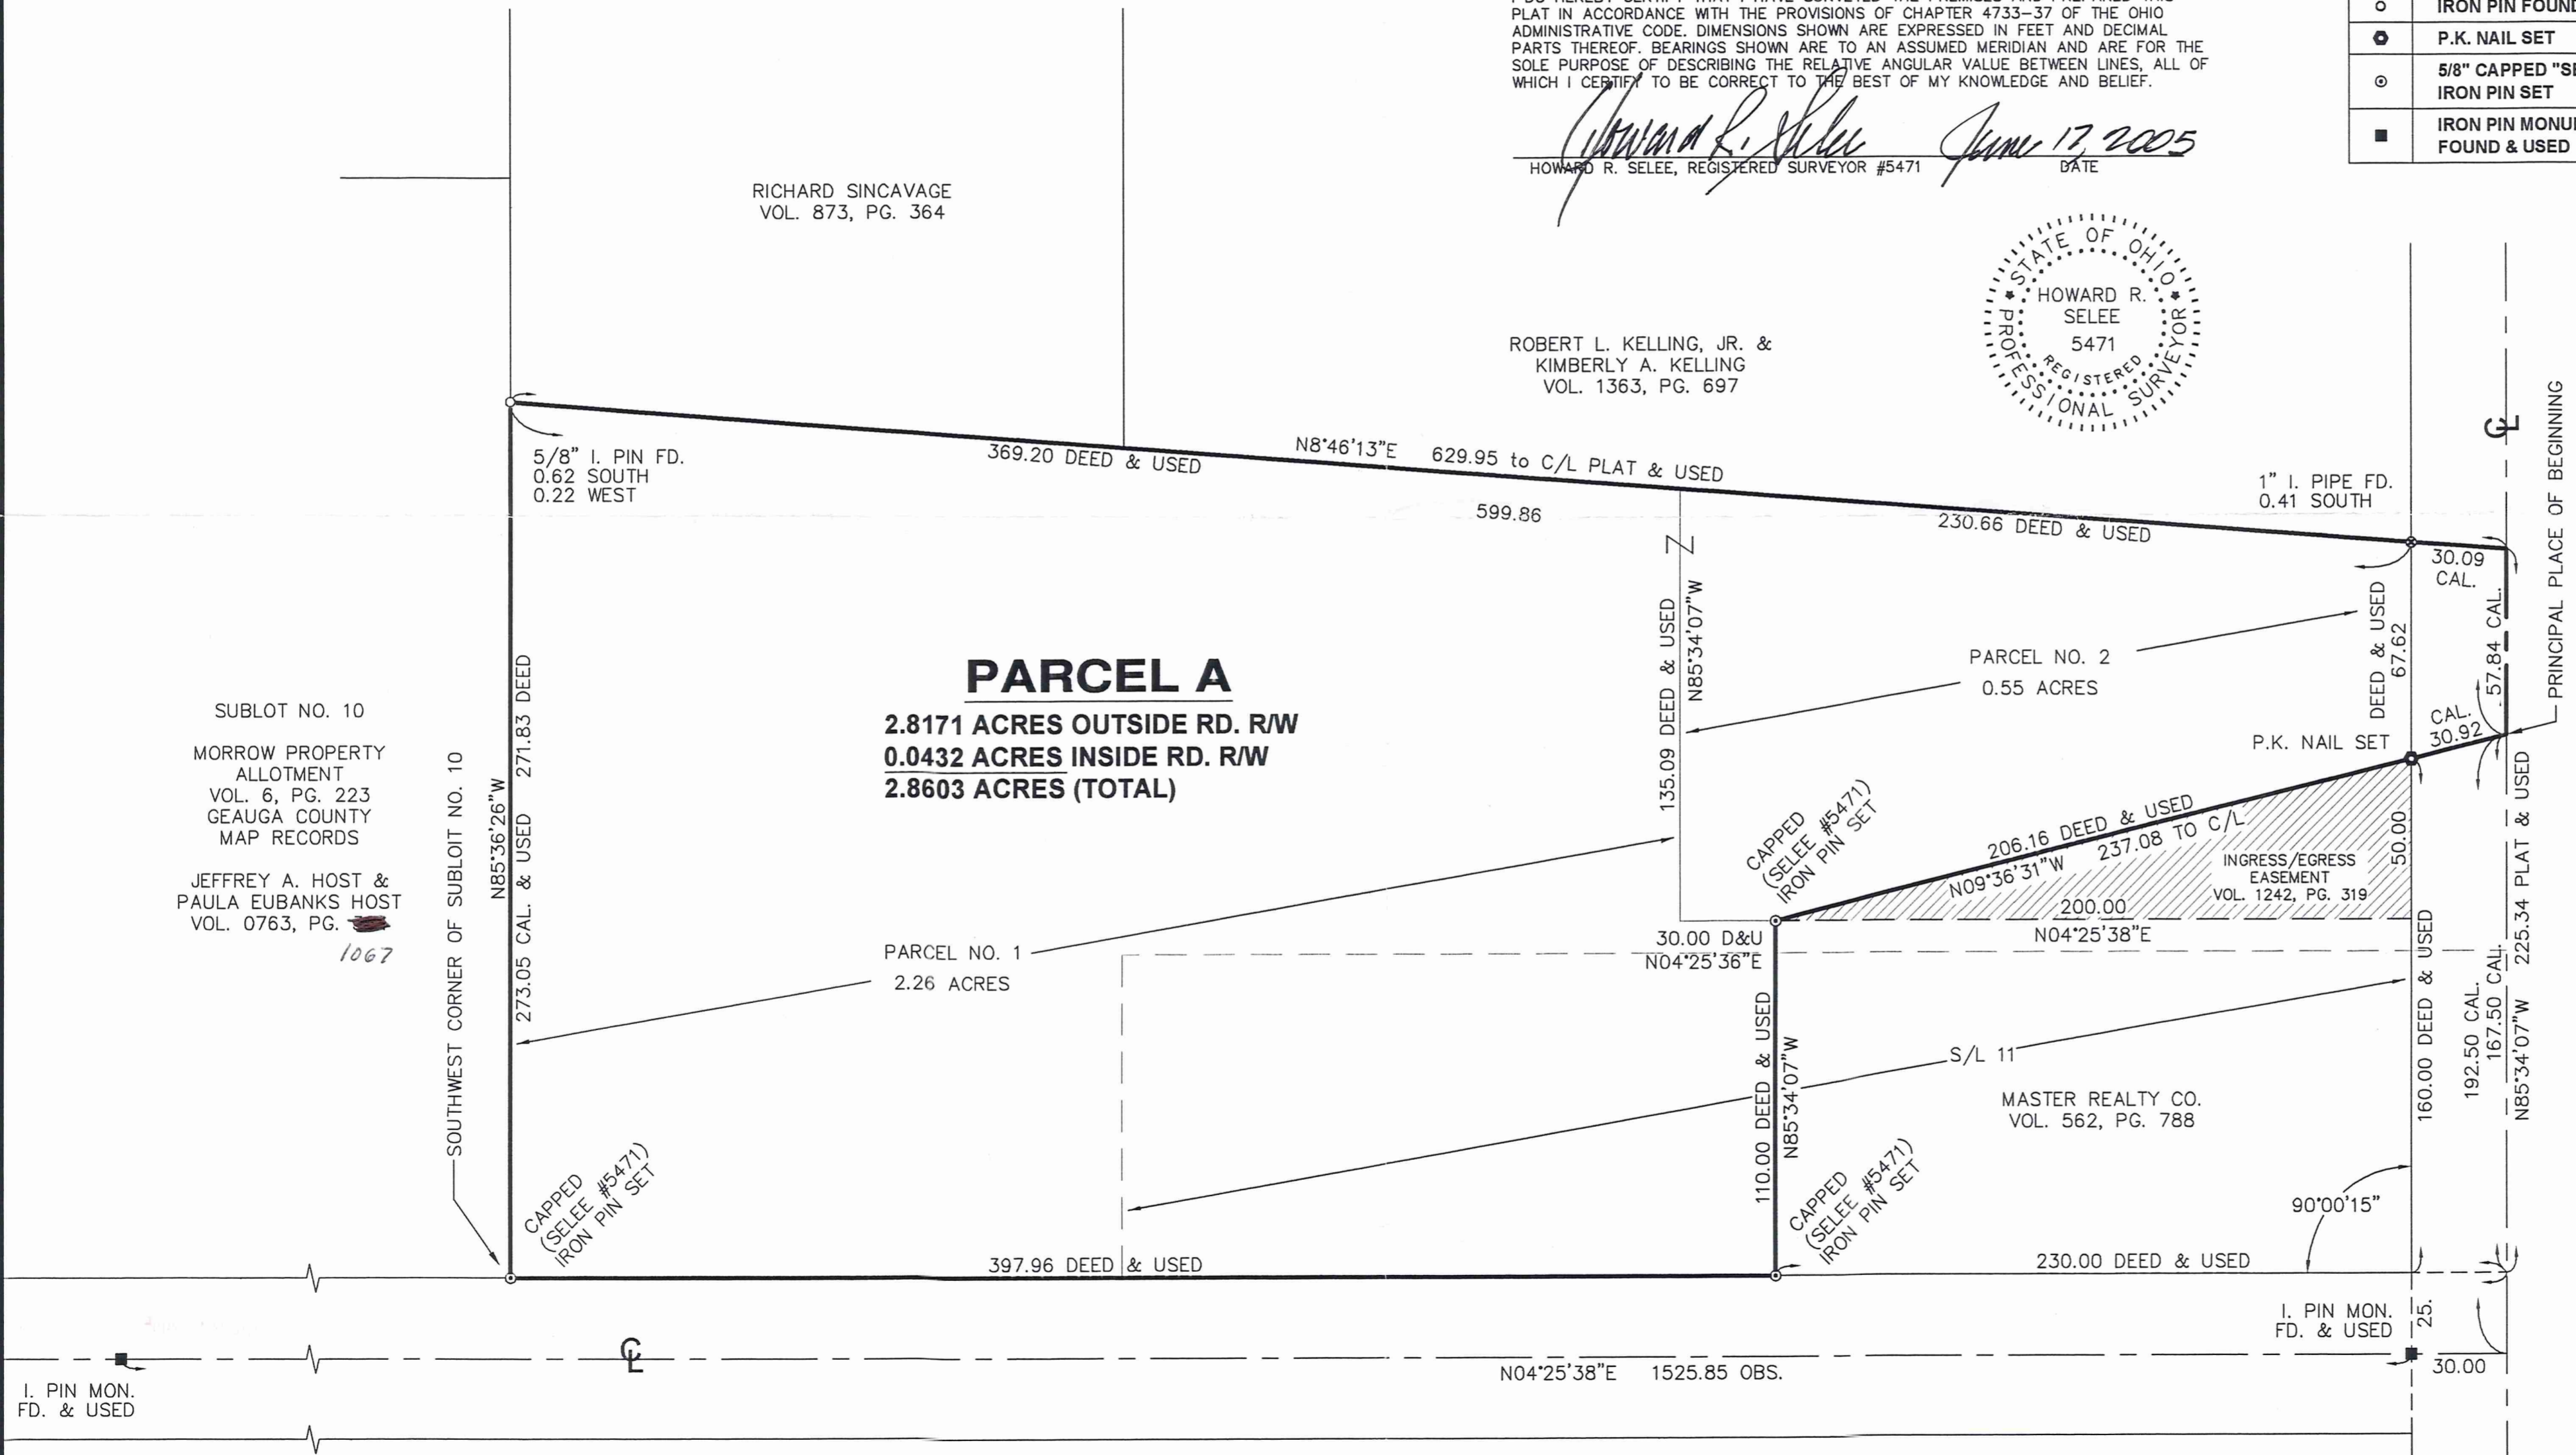 PLAT IN ACCORDANCE WITH THE PROVISIONS OF CHAPTER 4733-37 OF THE OHIO
ADMINISTRATIVE CODE. DIMENSIONS SHOWN ARE EXPRESSED IN FEET AND DECIMAL
PARTS THEREOF. BEARINGS SHOWN ARE TO AN ASSUMED MERIDIAN AND ARE FOR THE
SOLE PURPOSE OF DESCRIBING THE RELATIVE ANGULAR VALUE BETWEEN LINES, ALL OF
WHICH I CERTIFY TO BE CORRECT TO THE BEST OF MY KNOWLEDGE AND BELIEF.
Howard R. Selee June 17, 2005
HOWARD R. SELEE, REGISTERED SURVEYOR #5471 DATE
IRON PIN FOUND
P.K. NAIL SET
5/8" CAPPED
IRON PIN SET
IRON PIN
FOUND & USED
STATE OF OHIO
HOWARD R.
SELEE
5471
REGISTERED
PROFESSIONAL SURVEYOR
RICHARD SINCAVAGE
VOL. 873, PG. 364
ROBERT L. KELLING, JR. &
KIMBERLY A. KELLING
VOL. 1363, PG. 697
5/8" I. PIN FD.
0.62 SOUTH
0.22 WEST
369.20 DEED & USED
N8°46'13"E 629.95 to C/L PLAT & USED
599.86
230.66 DEED & USED
1" I. PIPE FD.
0.41 SOUTH
30.09
CAL.
CL
PRINCIPAL PLACE OF BEGINNING
57.84 CAL.
DEED & USED
67.62
CAL.
30.92
P.K. NAIL SET
135.09 DEED & USED
N85°34'07"W
PARCEL NO. 2
0.55 ACRES
PARCEL A
2.8171 ACRES OUTSIDE RD. R/W
0.0432 ACRES INSIDE RD. R/W
2.8603 ACRES (TOTAL)
SUBLOT NO. 10
MORROW PROPERTY
ALLOTMENT
VOL. 6, PG. 223
GEAUGA COUNTY
MAP RECORDS
JEFFREY A. HOST &
PAULA EUBANKS HOST
VOL. 0763, PG.
1067
SOUTHWEST CORNER OF SUBLOIT NO. 10
N85°36'26"W
273.05 CAL. & USED 271.83 DEED
CAPPED
(SELEE #5471)
IRON PIN SET
206.16 DEED & USED
N09°36'31"W 237.08 TO C/L
INGRESS/EGRESS
EASEMENT
VOL. 1242, PG. 319
50.00
200.00
N04°25'38"E
30.00 D&U
N04°25'36"E
PARCEL NO. 1
2.26 ACRES
110.00 DEED & USED
N85°34'07"W
S/L 11
MASTER REALTY CO.
VOL. 562, PG. 788
160.00 DEED & USED
192.50 CAL.
167.50 CAL.
N85°34'07"W 225.34 PLAT & USED
90°00'15"
CAPPED
(SELEE #5471)
IRON PIN SET
CAPPED
(SELEE #5471)
IRON PIN SET
397.96 DEED & USED
230.00 DEED & USED
I. PIN MON.
FD. & USED
25.
30.00
CL
N04°25'38"E 1525.85 OBS.
I. PIN MON.
FD. & USED